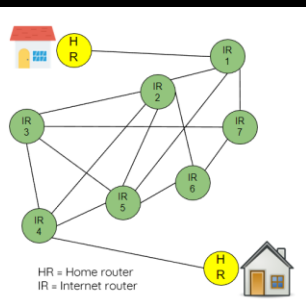 H
R
IR
1
IR
2
IR
3
IR
7
IR
6
IR
5
IR
4
H
R
HR = Home router
IR = Internet router